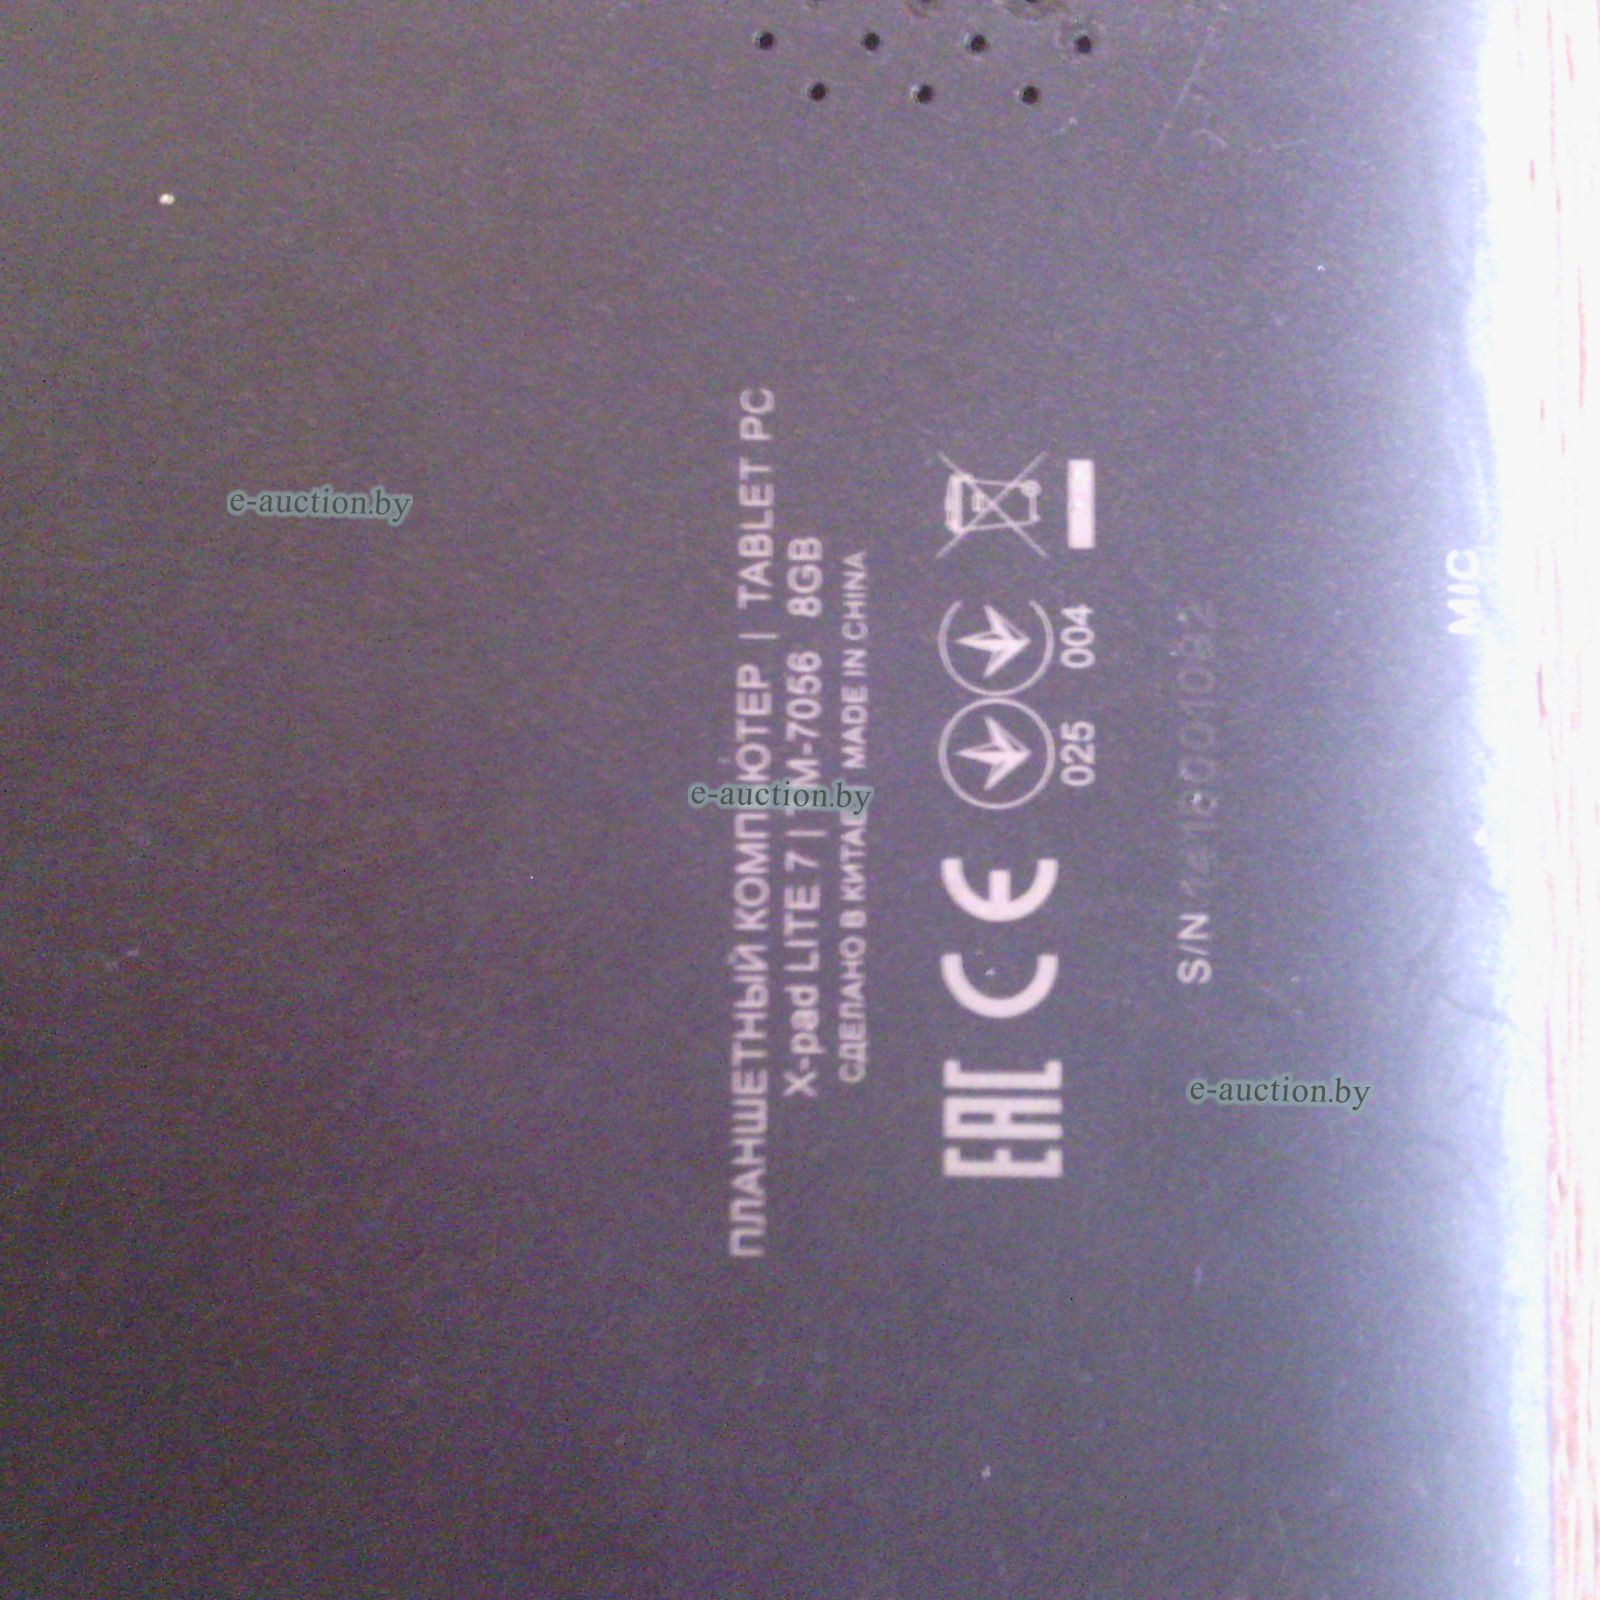 ПЛАНШЕТНЫЙ КОМПЬЮТЕР | TABLET PC
X-pad LITE 7 | TM-7056 8GB
СДЕЛАНО В КИТАЕ MADE IN CHINA
EAC CE
025 004
S/N
MIC
e-auction.by
e-auction.by
e-auction.by